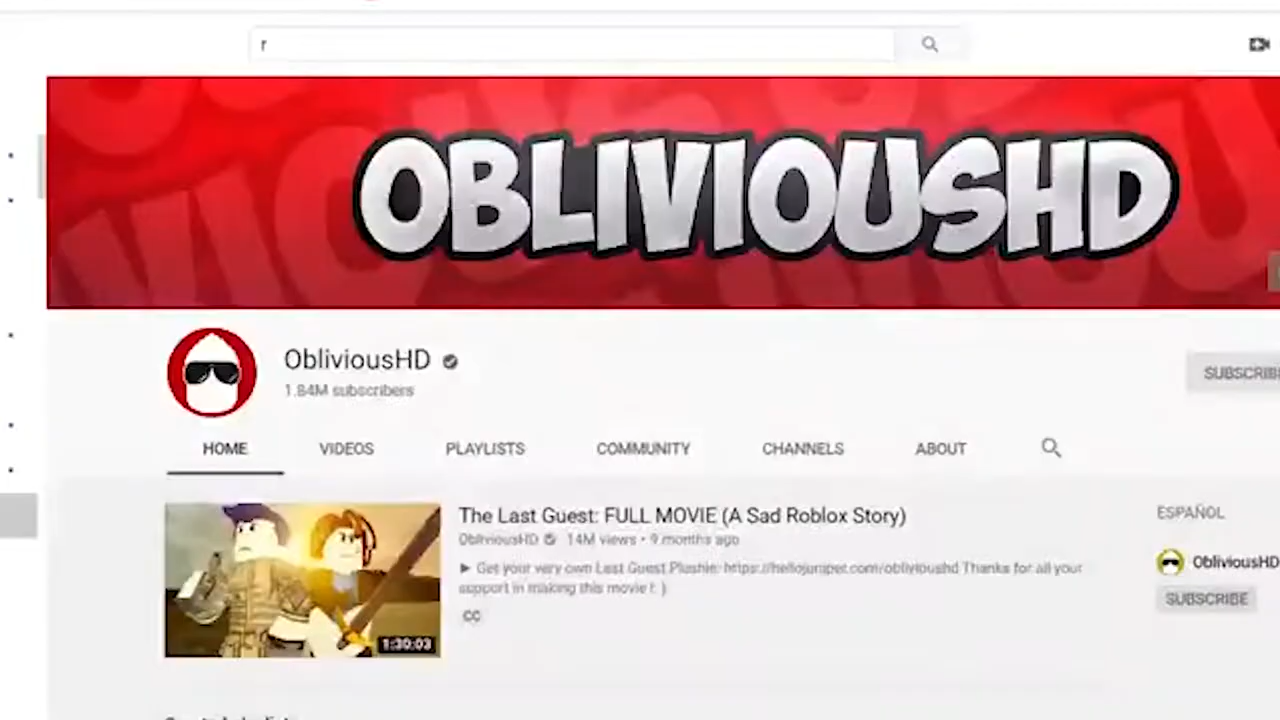 r
OBLIVIOUSHD
ObliviousHD
1.84M subscribers
SUBSCRIBE
HOME VIDEOS PLAYLISTS COMMUNITY CHANNELS ABOUT
The Last Guest: FULL MOVIE (A Sad Roblox Story)
ObliviousHD 14M views • 9 months ago
► Get your very own Last Guest Plushie: https://hellojuniper.com/oblivioushd Thanks for all your
support in making this movie! :)
CC
1:30:03
ESPAÑOL
ObliviousHD
SUBSCRIBE